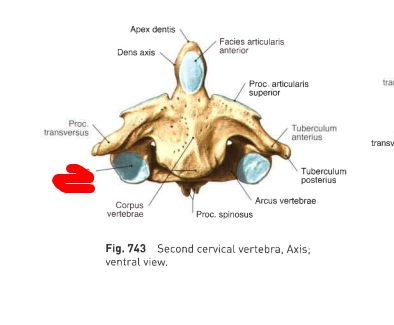 Apex dentis
Facies articularis
anterior
Dens axis
Proc. articularis
superior
Proc.
transversus
Tuberculum
anterius
Tuberculum
posterius
Arcus vertebrae
Corpus
vertebrae
Proc. spinosus
Fig. 743 Second cervical vertebra, Axis;
ventral view.